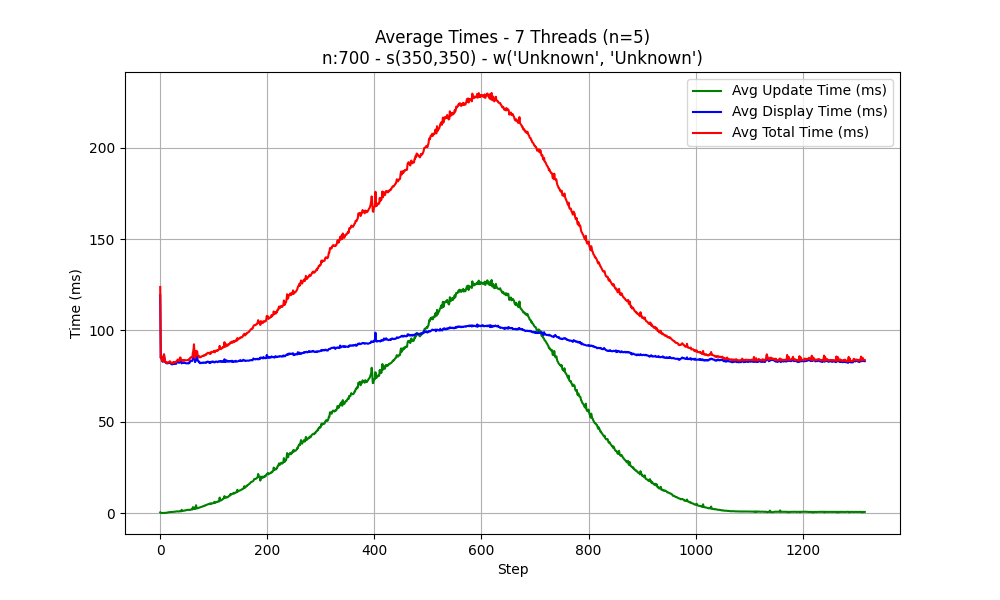 Average Times - 7 Threads (n=5)
n:700 - s(350,350) - w('Unknown', 'Unknown')
Avg Update Time (ms)
Avg Display Time (ms)
Avg Total Time (ms)
Time (ms)
200
150
100
50
0
0 200 400 600 800 1000 1200
Step